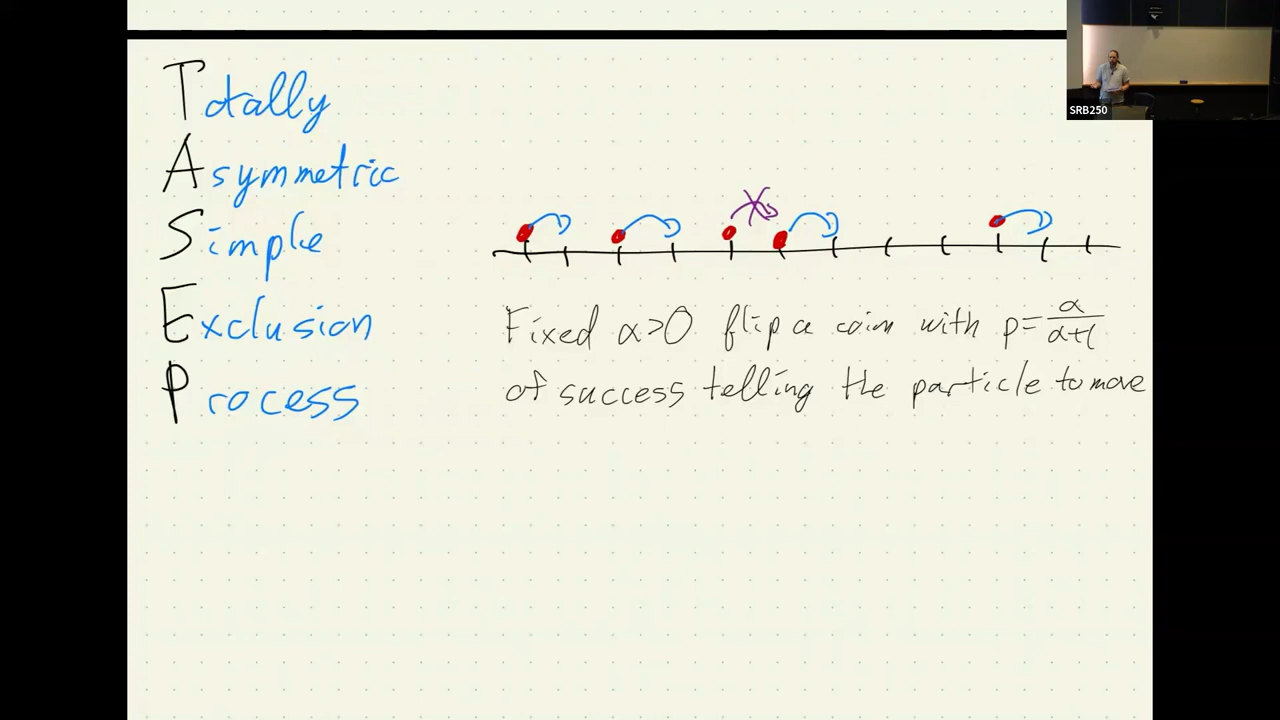 Totally
Asymmetric
Simple
Exclusion
Process
Fixed α>0 flip a coin with p=α/(α+1)
of success telling the particle to move
SRB250